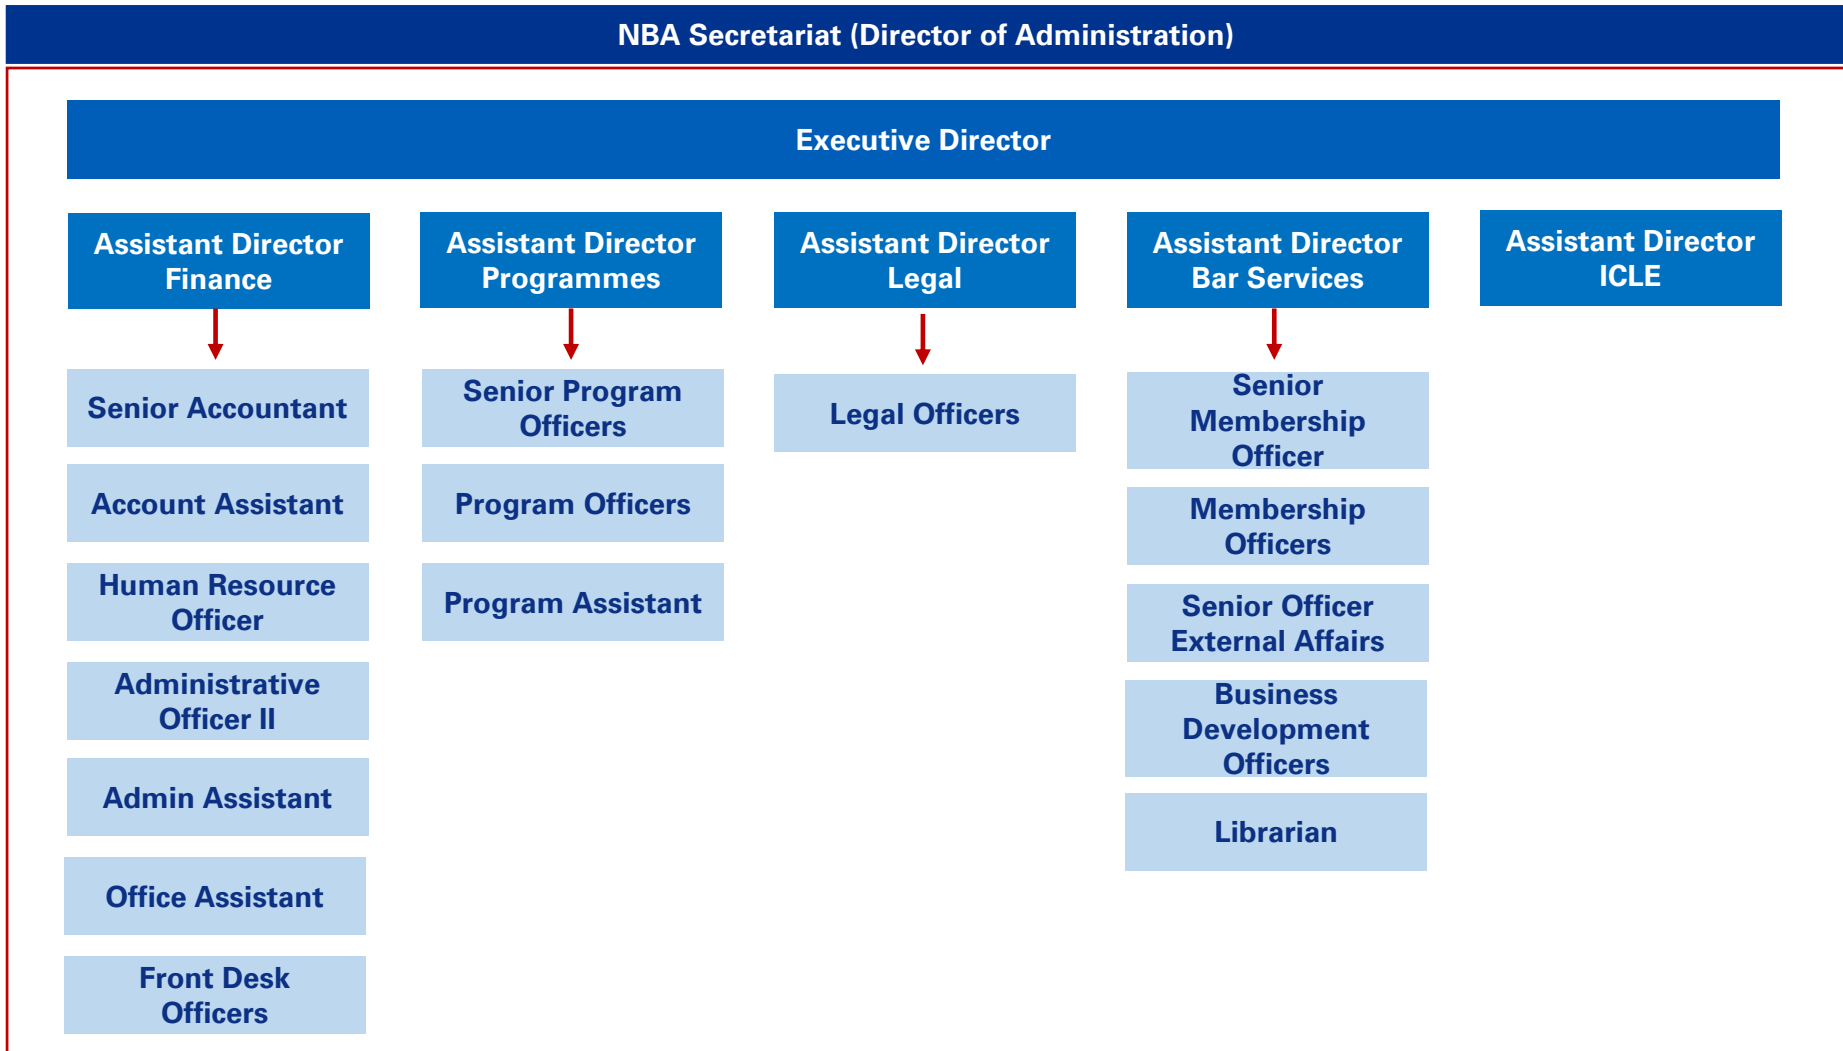 NBA Secretariat (Director of Administration)
Executive Director
Assistant Director
Finance
Assistant Director
Programmes
Assistant Director
Legal
Assistant Director
Bar Services
Assistant Director
ICLE
Senior Accountant
Account Assistant
Human Resource
Officer
Administrative
Officer II
Admin Assistant
Office Assistant
Front Desk
Officers
Senior Program
Officers
Program Officers
Program Assistant
Legal Officers
Senior
Membership
Officer
Membership
Officers
Senior Officer
External Affairs
Business
Development
Officers
Librarian